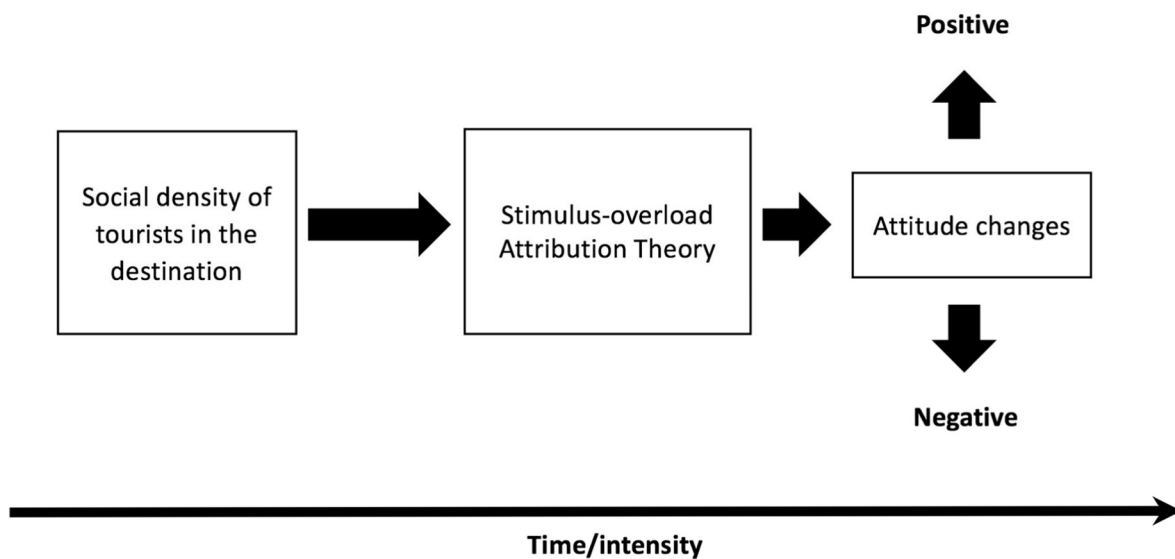 Positive
Social density of
tourists in the
destination
Stimulus-overload
Attribution Theory
Attitude changes
Negative
Time/intensity